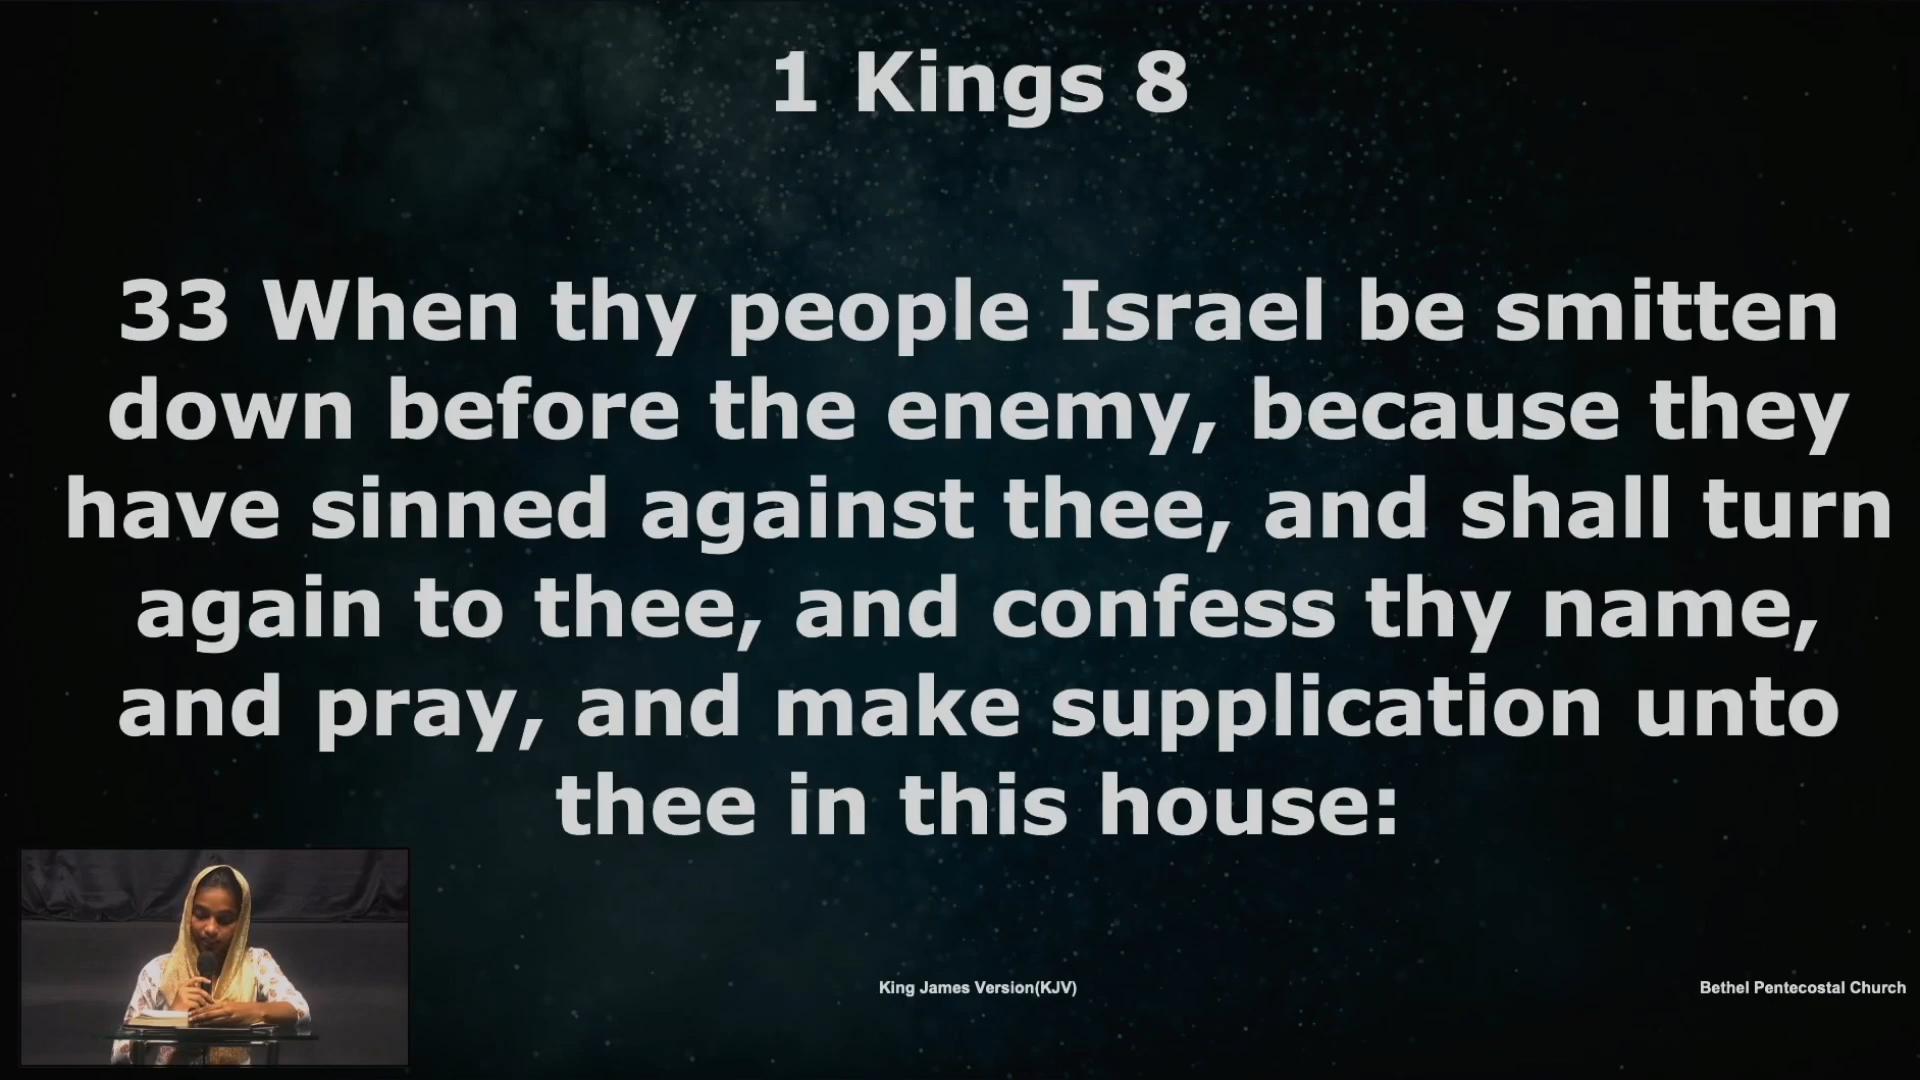 1 Kings 8
33 When thy people Israel be smitten
down before the enemy, because they
have sinned against thee, and shall turn
again to thee, and confess thy name,
and pray, and make supplication unto
thee in this house:
King James Version(KJV)
Bethel Pentecostal Church